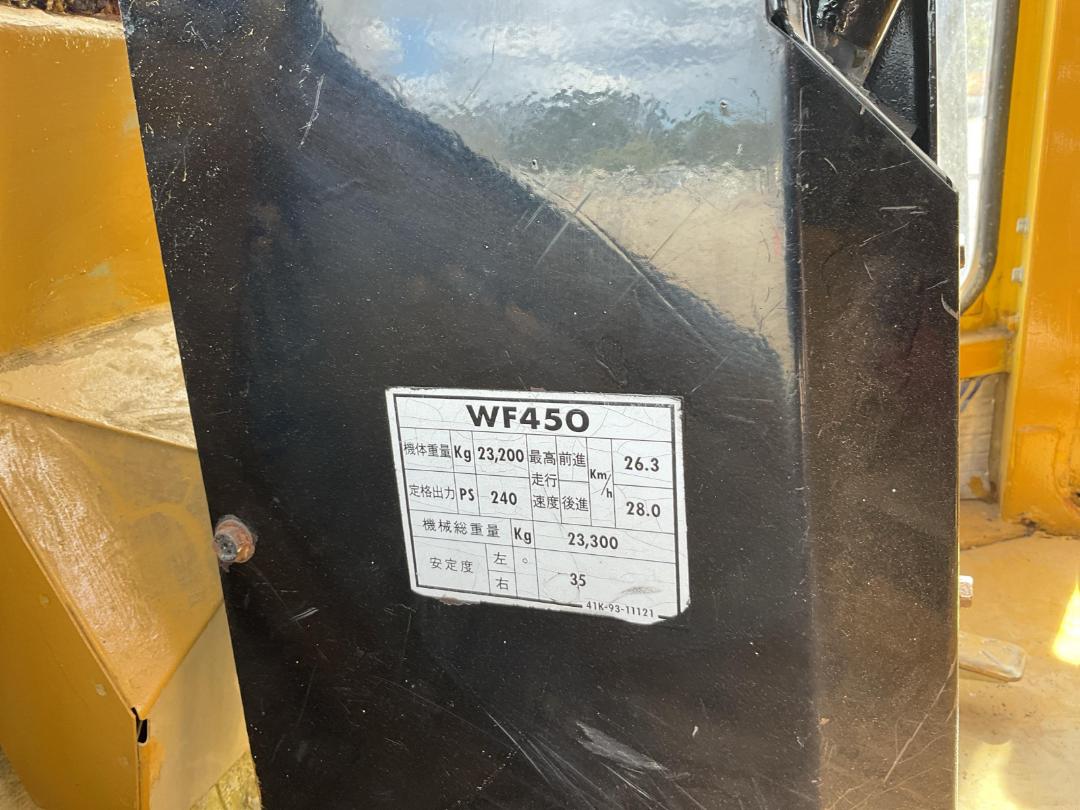 WF450
機体重量 Kg 23,200 最高走行速度 前進 Km/h 26.3
定格出力 PS 240 後進 28.0
機械総重量 Kg 23,300
安定度 左 右 ° 35
41K-93-11121